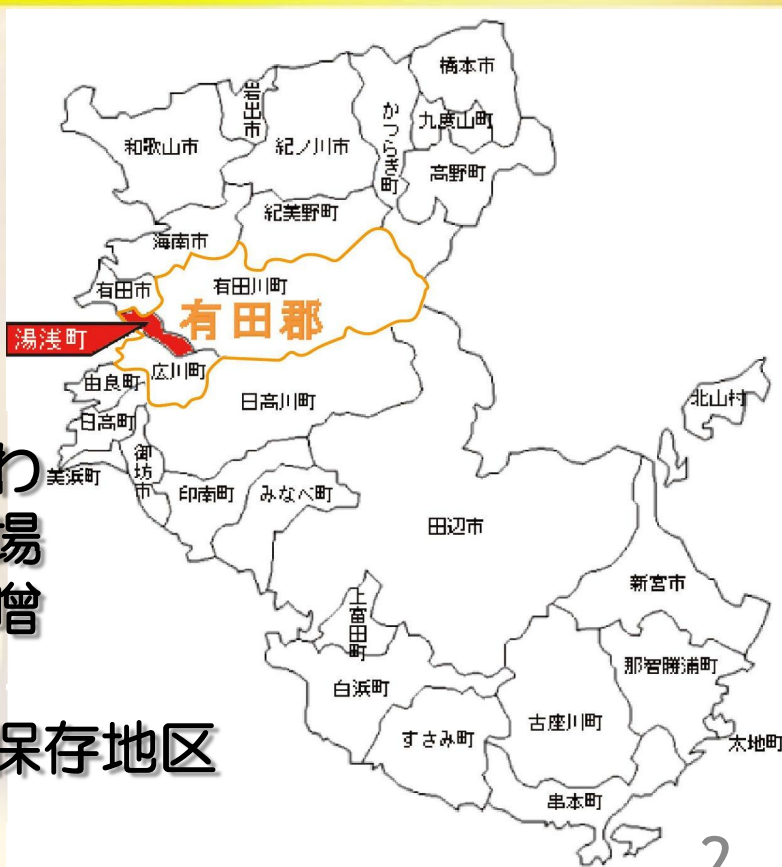 橋本市
岩出市
九度山町
かつらぎ町
和歌山市
紀ノ川市
高野町
紀美野町
海南市
有田市
有田川町
有田郡
湯浅町
広川町
由良町
日高川町
北山村
日高町
わ
御坊市
美浜町
印南町
みなべ町
場
田辺市
新宮市
噌
上富田町
那智勝浦町
白浜町
古座川町
すさみ町
保存地区
太地町
串本町
2